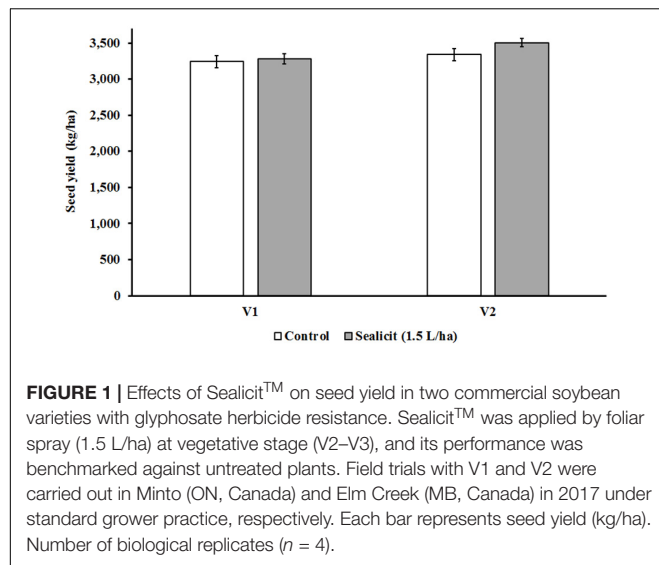 3,500
3,000
2,500
2,000
1,500
1,000
500
0
Seed yield (kg/ha)
V1 V2
Control Sealicit (1.5 L/ha)
FIGURE 1 | Effects of Sealicit™ on seed yield in two commercial soybean
varieties with glyphosate herbicide resistance. Sealicit™ was applied by foliar
spray (1.5 L/ha) at vegetative stage (V2–V3), and its performance was
benchmarked against untreated plants. Field trials with V1 and V2 were
carried out in Minto (ON, Canada) and Elm Creek (MB, Canada) in 2017 under
standard grower practice, respectively. Each bar represents seed yield (kg/ha).
Number of biological replicates (n = 4).